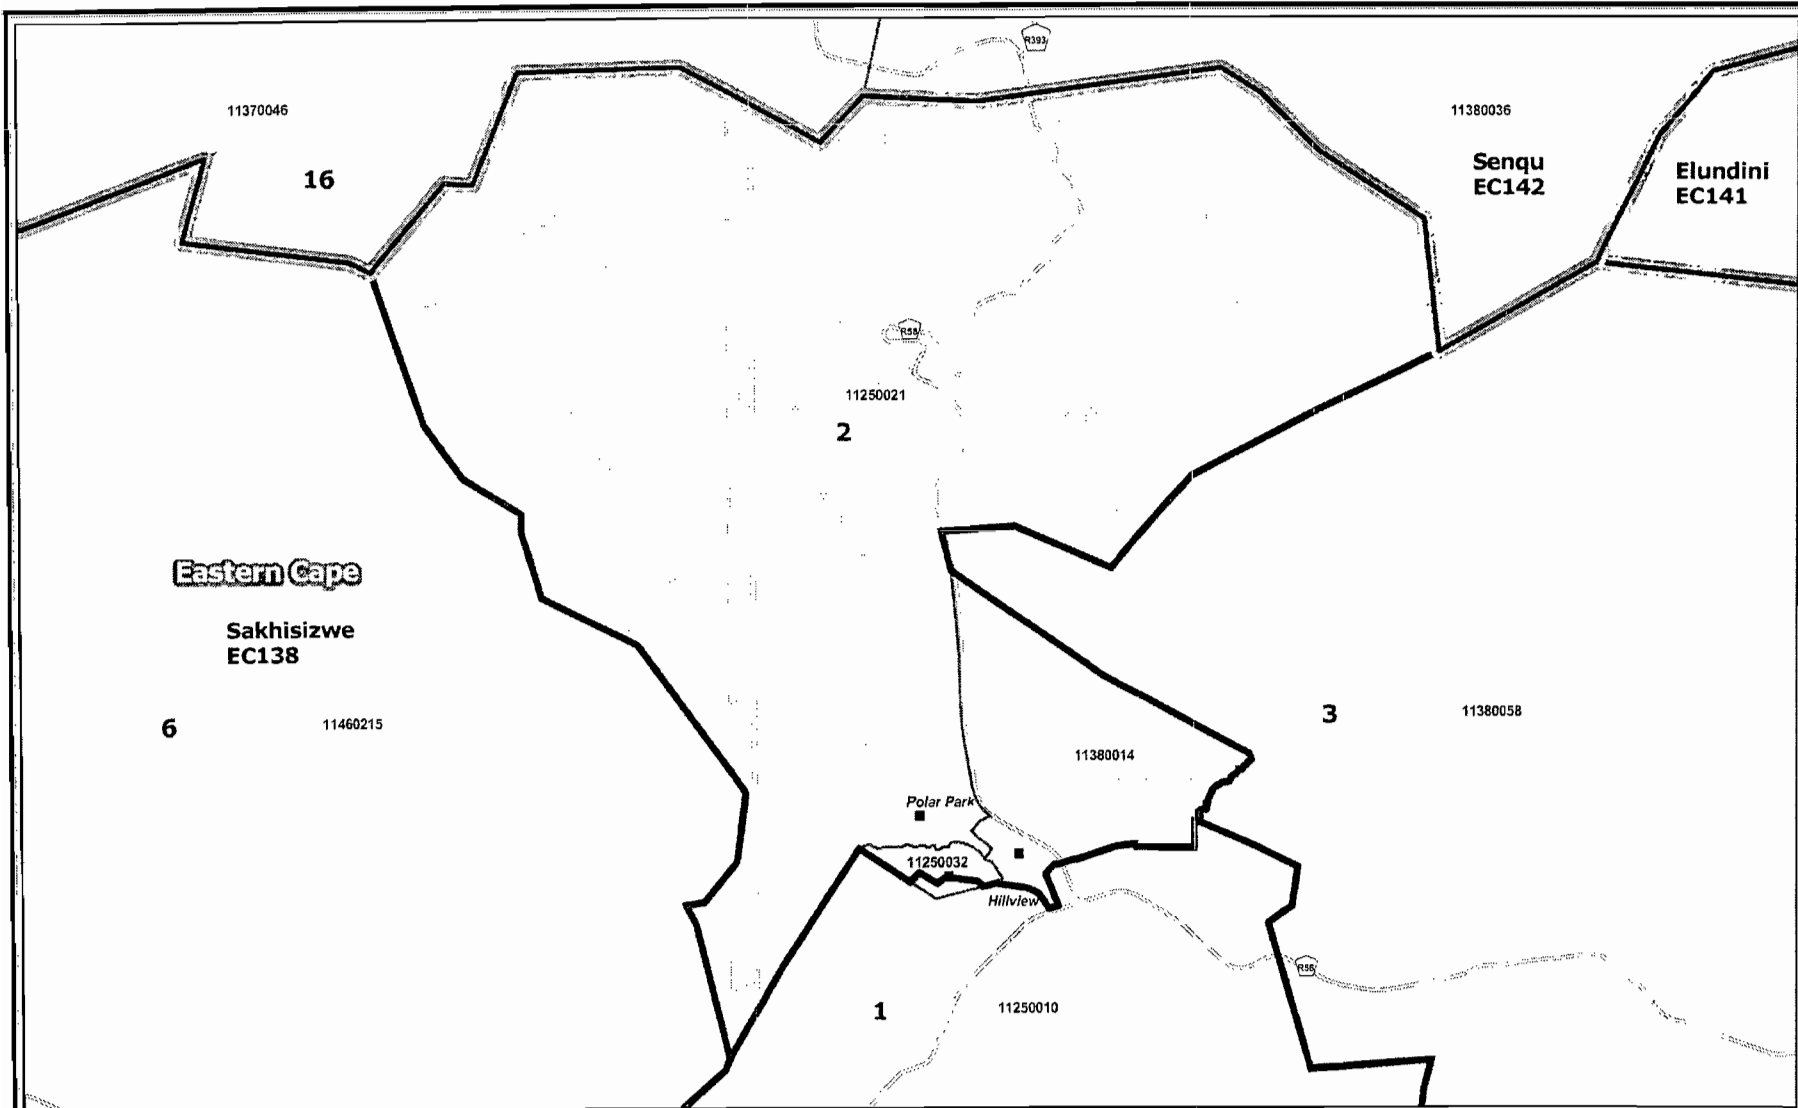 R393
11370046
11380036
16
Senqu
EC142
Elundini
EC141
R58
11250021
2
Eastern Cape
Sakhisizwe
EC138
6
11460215
3
11380058
11380014
Polar Park
11250032
Hillview
1
11250010